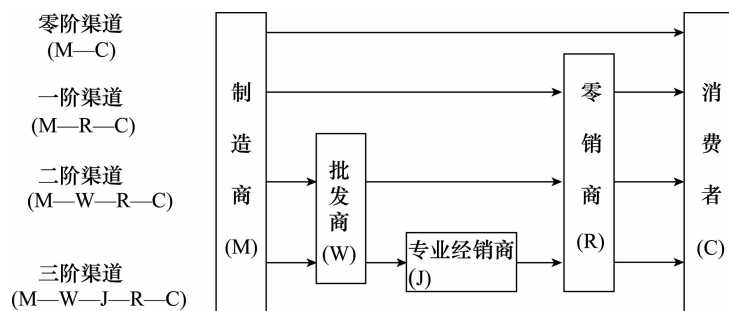 零阶渠道
(M—C)
一阶渠道
(M—R—C)
二阶渠道
(M—W—R—C)
三阶渠道
(M—W—J—R—C)
制造商
(M)
批发商
(W)
专业经销商
(J)
零销商
(R)
消费者
(C)